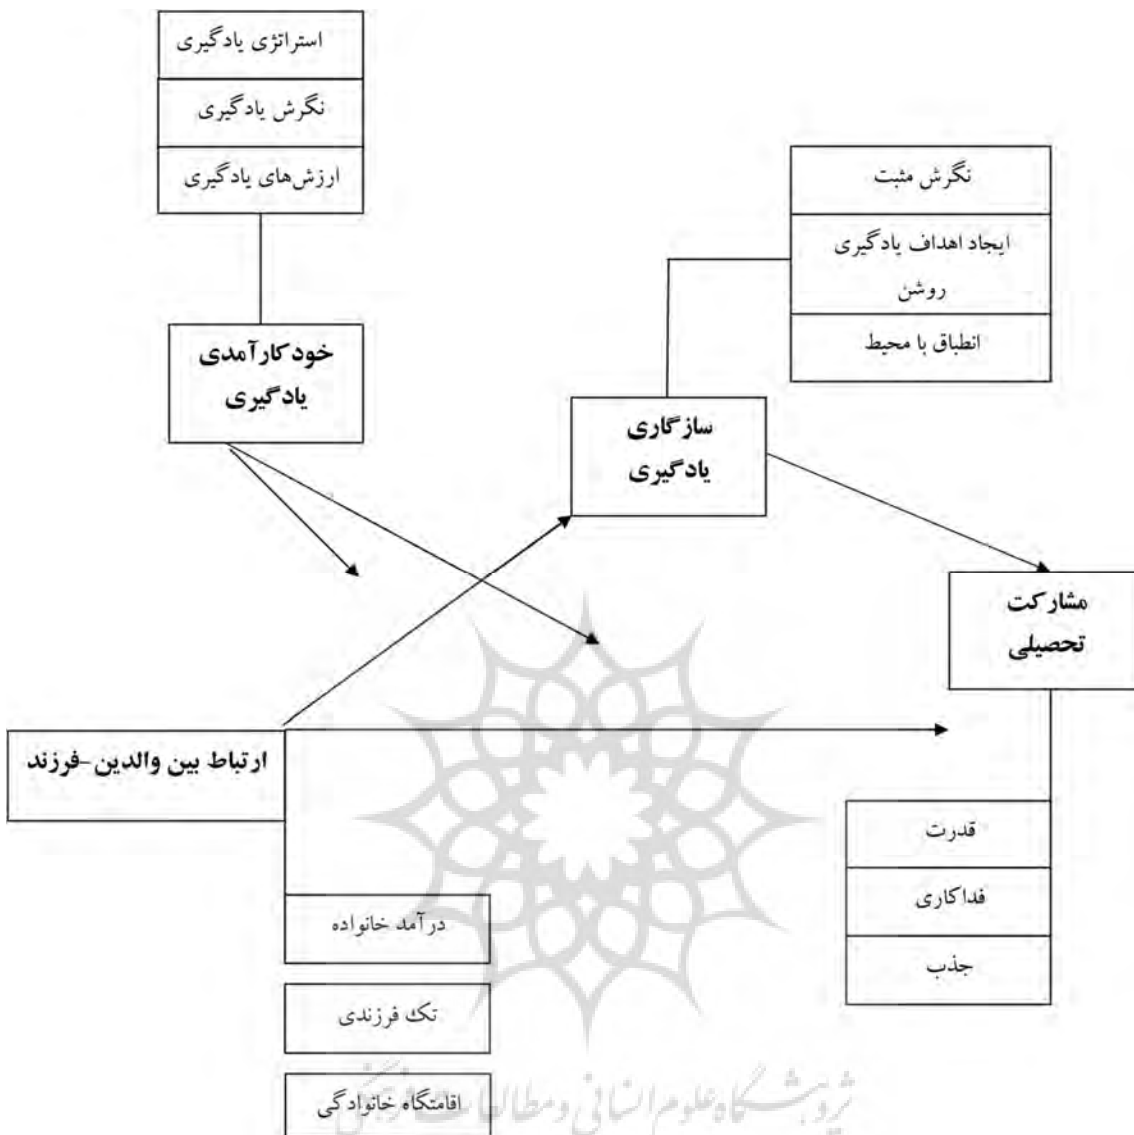 استراتژی یادگیری
نگرش یادگیری
ارزش‌های یادگیری
نگرش مثبت
ایجاد اهداف یادگیری
روشن
انطباق با محیط
خودکارآمدی
یادگیری
سازگاری
یادگیری
مشارکت
تحصیلی
ارتباط بین والدین-فرزند
قدرت
فداکاری
جذب
درآمد خانواده
تک فرزندی
اقامتگاه خانوادگی
پژوهشگاه علوم انسانی و مطالعات فرهنگی